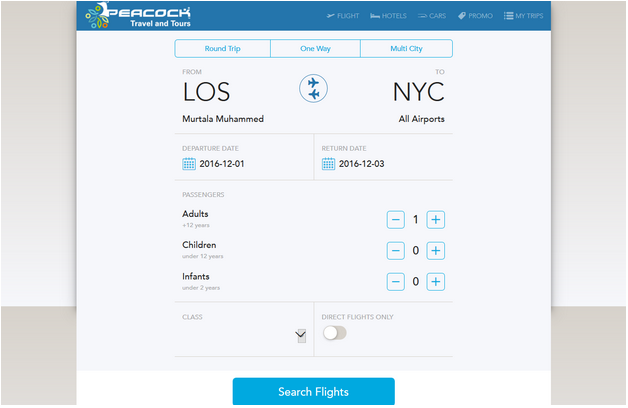 PEACOCK
Travel and Tours
FLIGHT HOTELS CARS PROMO MY TRIPS
Round Trip One Way Multi City
FROM TO
LOS NYC
Murtala Muhammed All Airports
DEPARTURE DATE RETURN DATE
2016-12-01 2016-12-03
PASSENGERS
Adults
+12 years
1
Children
under 12 years
0
Infants
under 2 years
0
CLASS DIRECT FLIGHTS ONLY
Search Flights